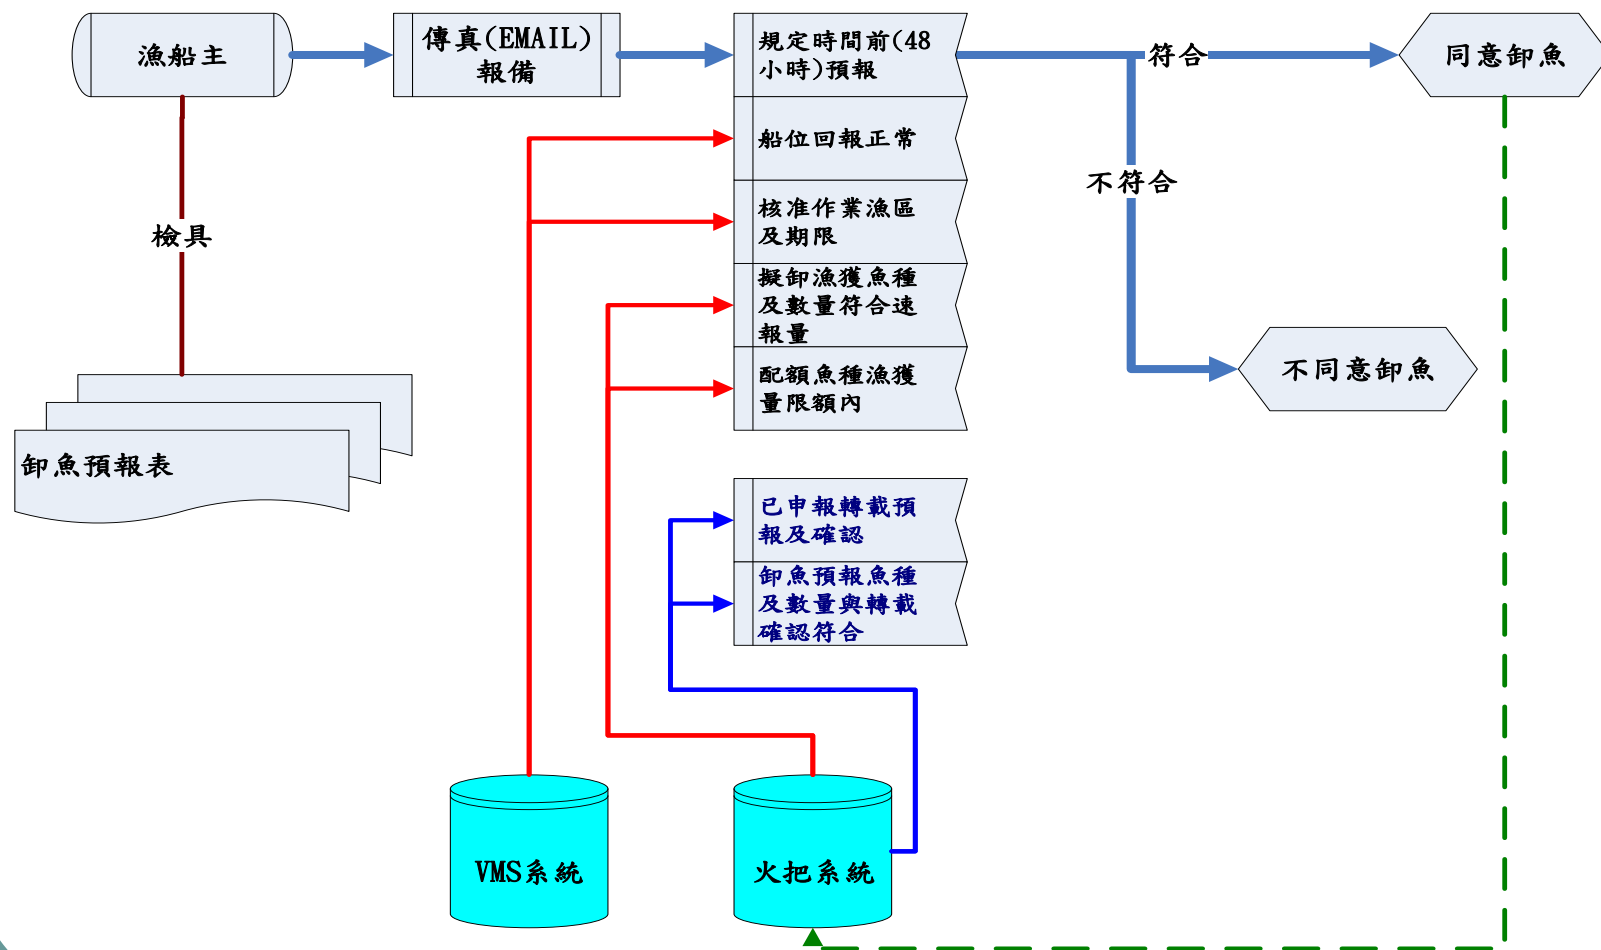 漁船主
傳真(EMAIL)
報備
規定時間前(48
小時)預報
符合
同意卸魚
船位回報正常
不符合
核准作業漁區
及期限
檢具
擬卸漁獲魚種
及數量符合速
報量
不同意卸魚
配額魚種漁獲
量限額內
卸魚預報表
已申報轉載預
報及確認
卸魚預報魚種
及數量與轉載
確認符合
VMS系統
火把系統